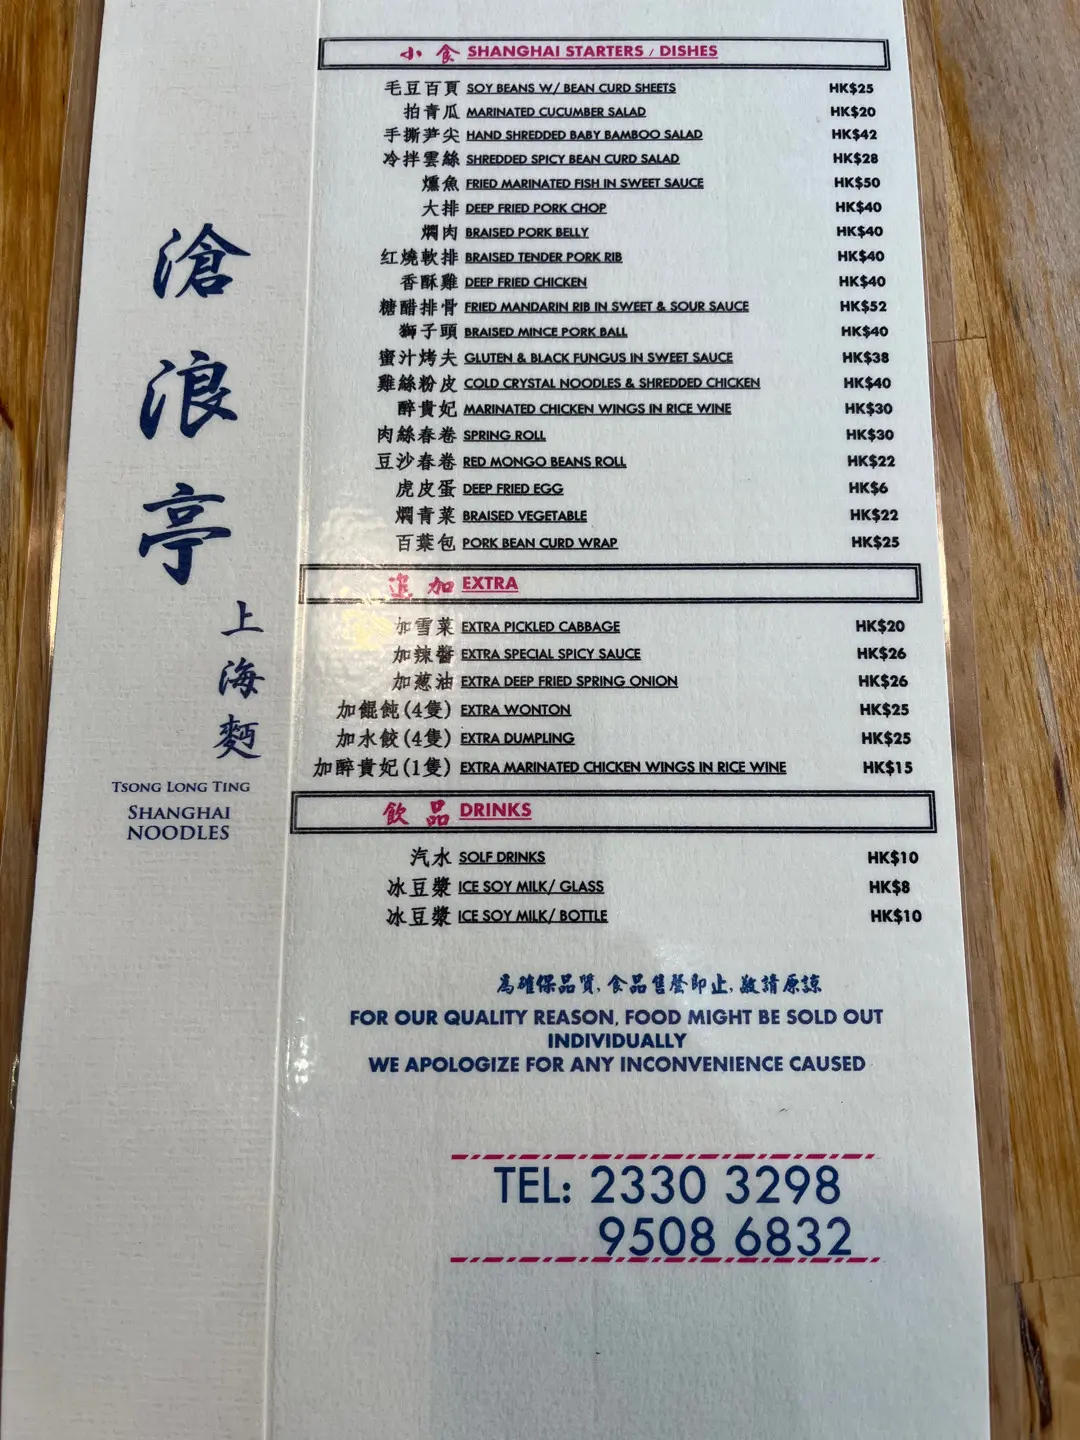 滄浪亭
上海麵
TSONG LONG TING
SHANGHAI
NOODLES
小食 SHANGHAI STARTERS / DISHES
毛豆百頁 SOY BEANS W/ BEAN CURD SHEETS HK$25
拍青瓜 MARINATED CUCUMBER SALAD HK$20
手撕笋尖 HAND SHREDDED BABY BAMBOO SALAD HK$42
冷拌雲絲 SHREDDED SPICY BEAN CURD SALAD HK$28
燻魚 FRIED MARINATED FISH IN SWEET SAUCE HK$50
大排 DEEP FRIED PORK CHOP HK$40
燜肉 BRAISED PORK BELLY HK$40
红燒軟排 BRAISED TENDER PORK RIB HK$40
香酥雞 DEEP FRIED CHICKEN HK$40
糖醋排骨 FRIED MANDARIN RIB IN SWEET & SOUR SAUCE HK$52
獅子頭 BRAISED MINCE PORK BALL HK$40
蜜汁烤夫 GLUTEN & BLACK FUNGUS IN SWEET SAUCE HK$38
雞絲粉皮 COLD CRYSTAL NOODLES & SHREDDED CHICKEN HK$40
醉貴妃 MARINATED CHICKEN WINGS IN RICE WINE HK$30
肉絲春卷 SPRING ROLL HK$30
豆沙春卷 RED MONGO BEANS ROLL HK$22
虎皮蛋 DEEP FRIED EGG HK$6
燜青菜 BRAISED VEGETABLE HK$22
百葉包 PORK BEAN CURD WRAP HK$25
追加 EXTRA
加雪菜 EXTRA PICKLED CABBAGE HK$20
加辣醬 EXTRA SPECIAL SPICY SAUCE HK$26
加葱油 EXTRA DEEP FRIED SPRING ONION HK$26
加餛飩(4隻) EXTRA WONTON HK$25
加水餃(4隻) EXTRA DUMPLING HK$25
加醉貴妃(1隻) EXTRA MARINATED CHICKEN WINGS IN RICE WINE HK$15
飲品 DRINKS
汽水 SOLF DRINKS HK$10
冰豆漿 ICE SOY MILK/ GLASS HK$8
冰豆漿 ICE SOY MILK/ BOTTLE HK$10
為確保品質, 食品售罄即止, 敬請原諒
FOR OUR QUALITY REASON, FOOD MIGHT BE SOLD OUT
INDIVIDUALLY
WE APOLOGIZE FOR ANY INCONVENIENCE CAUSED
TEL: 2330 3298
9508 6832